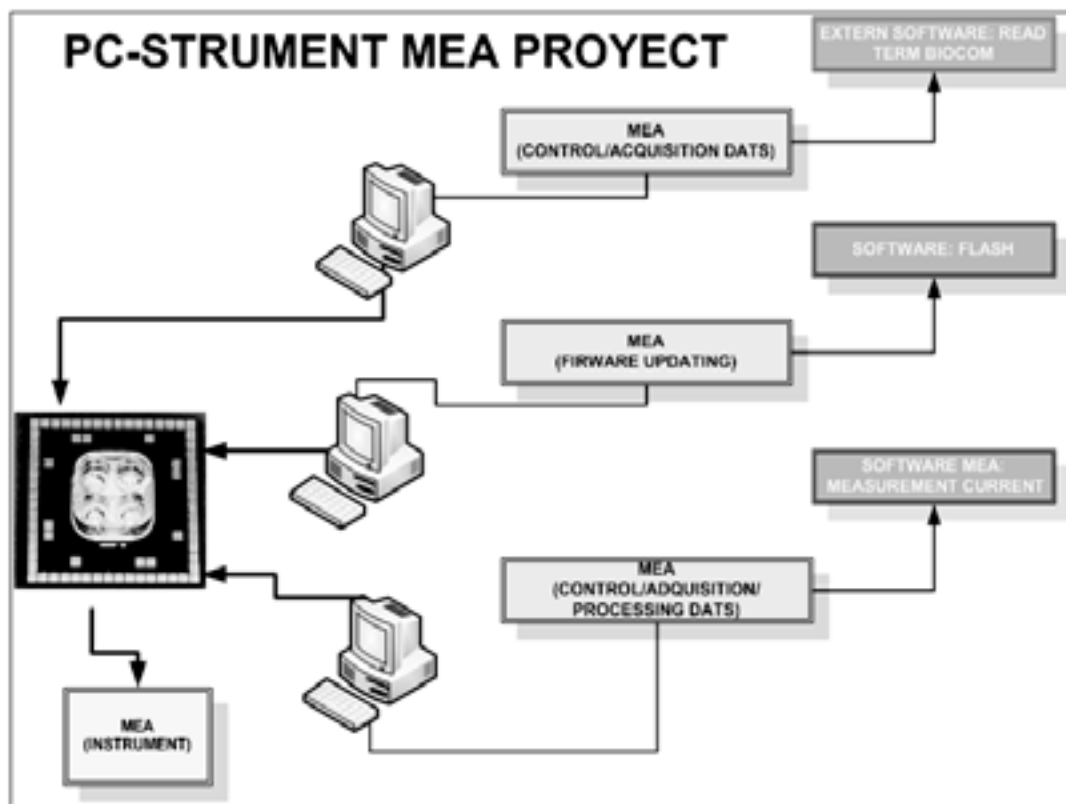 PC-STRUMENT MEA PROYECT
EXTERN SOFTWARE: READ
TERM BIOCOM
MEA
(CONTROL/ACQUISITION DATS)
SOFTWARE: FLASH
MEA
(FIRWARE UPDATING)
SOFTWARE MEA:
MEASUREMENT CURRENT
MEA
(CONTROL/ADQUISITION/
PROCESSING DATS)
MEA
(INSTRUMENT)